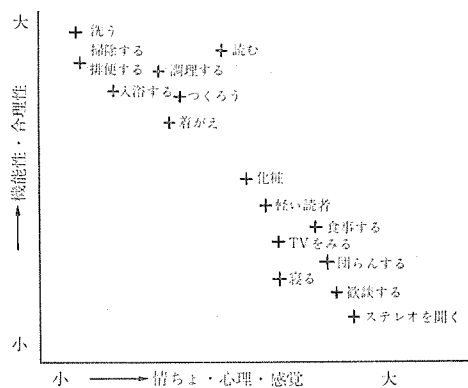 大
洗う
掃除する
読む
排便する
調理する
入浴する
つくろう
着がえ
機能性・合理性
化粧
軽い読者
食事する
TVをみる
団らんする
寝る
歓談する
ステレオを聞く
小
小
情ちょ・心理・感覚
大